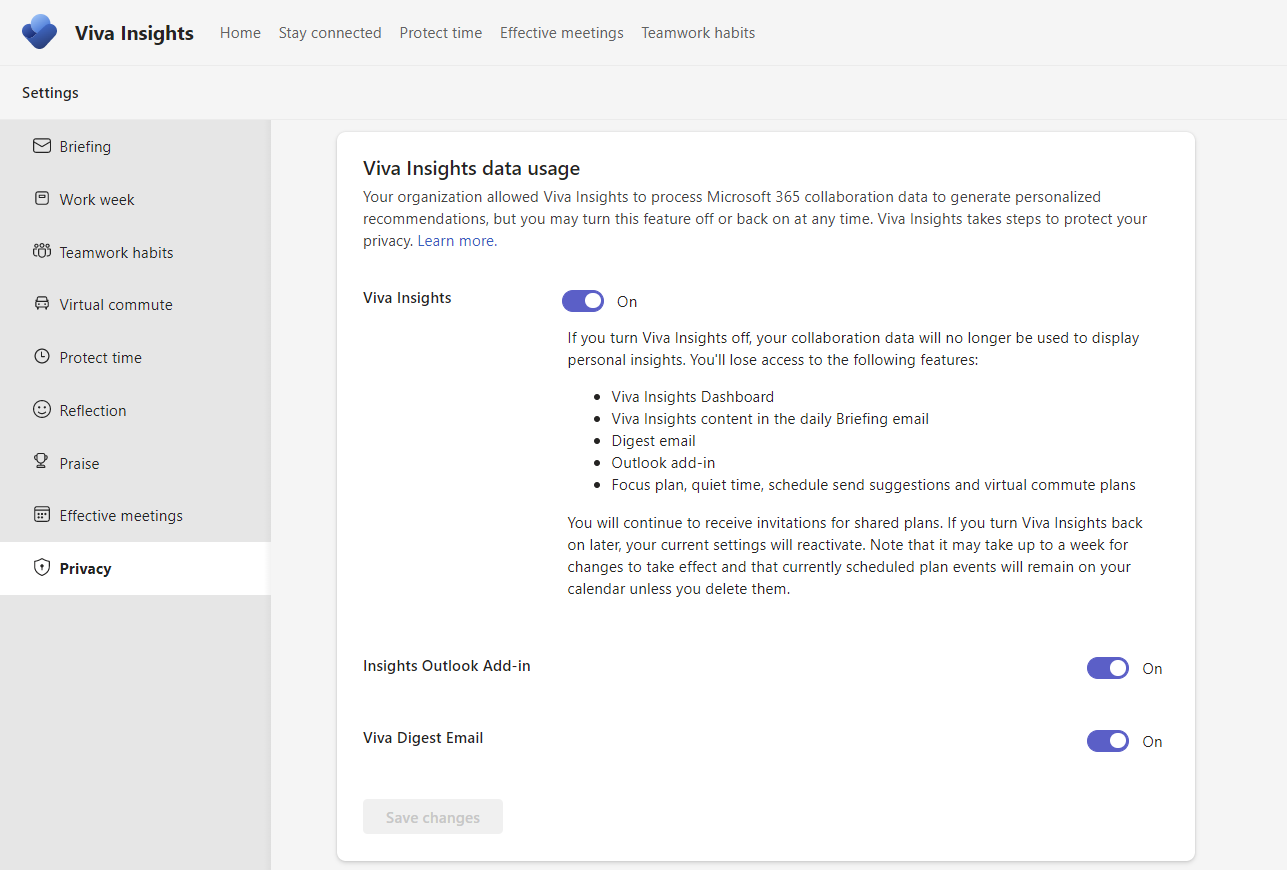 Viva Insights Home Stay connected Protect time Effective meetings Teamwork habits
Settings
Briefing
Work week
Teamwork habits
Virtual commute
Protect time
Reflection
Praise
Effective meetings
Privacy
Viva Insights data usage
Your organization allowed Viva Insights to process Microsoft 365 collaboration data to generate personalized
recommendations, but you may turn this feature off or back on at any time. Viva Insights takes steps to protect your
privacy. Learn more.
Viva Insights On
If you turn Viva Insights off, your collaboration data will no longer be used to display
personal insights. You'll lose access to the following features:
• Viva Insights Dashboard
• Viva Insights content in the daily Briefing email
• Digest email
• Outlook add-in
• Focus plan, quiet time, schedule send suggestions and virtual commute plans
You will continue to receive invitations for shared plans. If you turn Viva Insights back
on later, your current settings will reactivate. Note that it may take up to a week for
changes to take effect and that currently scheduled plan events will remain on your
calendar unless you delete them.
Insights Outlook Add-in On
Viva Digest Email On
Save changes